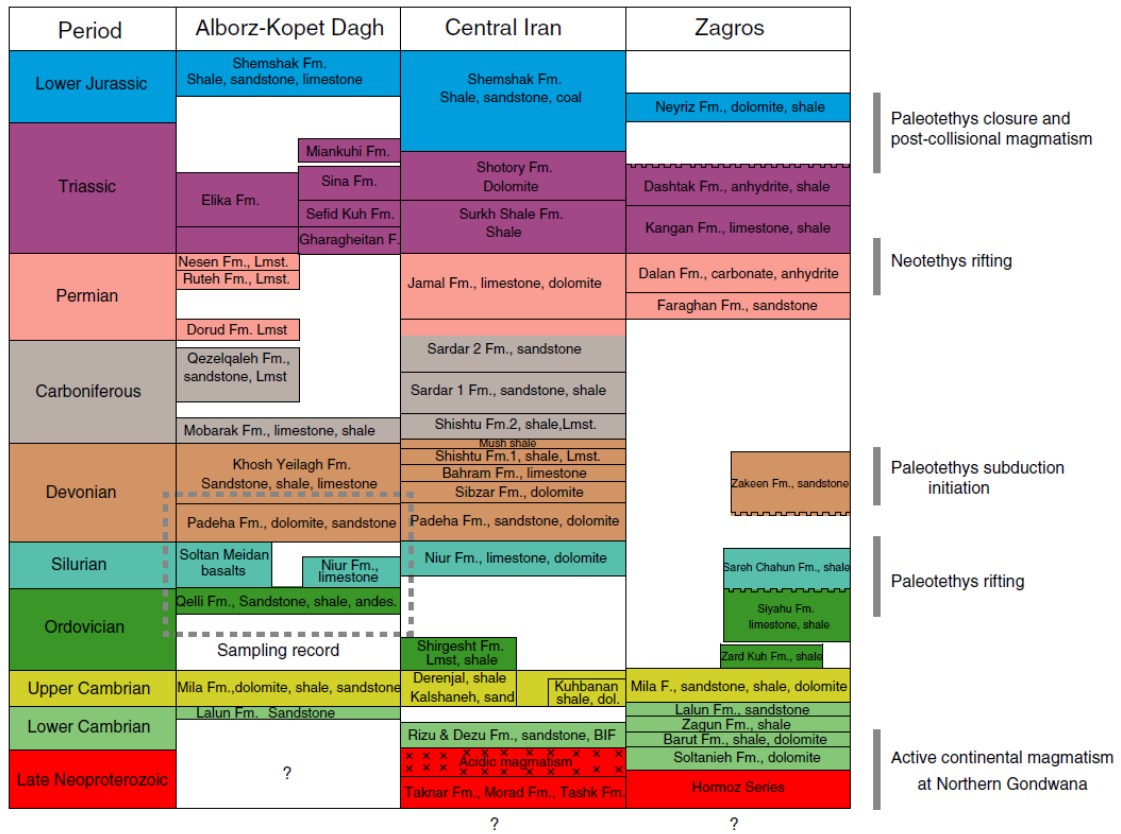 Period
Alborz-Kopet Dagh
Central Iran
Zagros
Lower Jurassic
Shemshak Fm.
Shale, sandstone, limestone
Shemshak Fm.
Shale, sandstone, coal
Neyriz Fm., dolomite, shale
Paleotethys closure and
post-collisional magmatism
Triassic
Miankuhi Fm.
Sina Fm.
Elika Fm.
Sefid Kuh Fm.
Gharagheitan F.
Shotory Fm.
Dolomite
Surkh Shale Fm.
Shale
Dashtak Fm., anhydrite, shale
Kangan Fm., limestone, shale
Neotethys rifting
Permian
Nesen Fm., Lmst.
Ruteh Fm., Lmst.
Dorud Fm. Lmst
Jamal Fm., limestone, dolomite
Dalan Fm., carbonate, anhydrite
Faraghan Fm., sandstone
Carboniferous
Qezelqaleh Fm.,
sandstone, Lmst
Mobarak Fm., limestone, shale
Sardar 2 Fm., sandstone
Sardar 1 Fm., sandstone, shale
Shishtu Fm.2, shale,Lmst.
Devonian
Khosh Yeilagh Fm.
Sandstone, shale, limestone
Padeha Fm., dolomite, sandstone
Mush shale
Shishtu Fm.1, shale, Lmst.
Bahram Fm., limestone
Sibzar Fm., dolomite
Padeha Fm., sandstone, dolomite
Zakeen Fm., sandstone
Paleotethys subduction
initiation
Silurian
Soltan Meidan
basalts
Niur Fm.,
limestone
Niur Fm., limestone, dolomite
Sareh Chahun Fm., shale
Paleotethys rifting
Ordovician
Qelli Fm., Sandstone, shale, andes.
Sampling record
Shirgesht Fm.
Lmst, shale
Siyahu Fm.
limestone, shale
Zard Kuh Fm., shale
Upper Cambrian
Mila Fm.,dolomite, shale, sandstone
Derenjal, shale
Kalshaneh, sand
Kuhbanan
shale, dol.
Mila F., sandstone, shale, dolomite
Lower Cambrian
Lalun Fm. Sandstone
Rizu & Dezu Fm., sandstone, BIF
Lalun Fm., sandstone
Zagun Fm., shale
Barut Fm., shale, dolomite
Soltanieh Fm., dolomite
Active continental magmatism
at Northern Gondwana
Late Neoproterozoic
?
Acidic magmatism
Taknar Fm., Morad Fm., Tashk Fm.
Hormoz Series
?
?